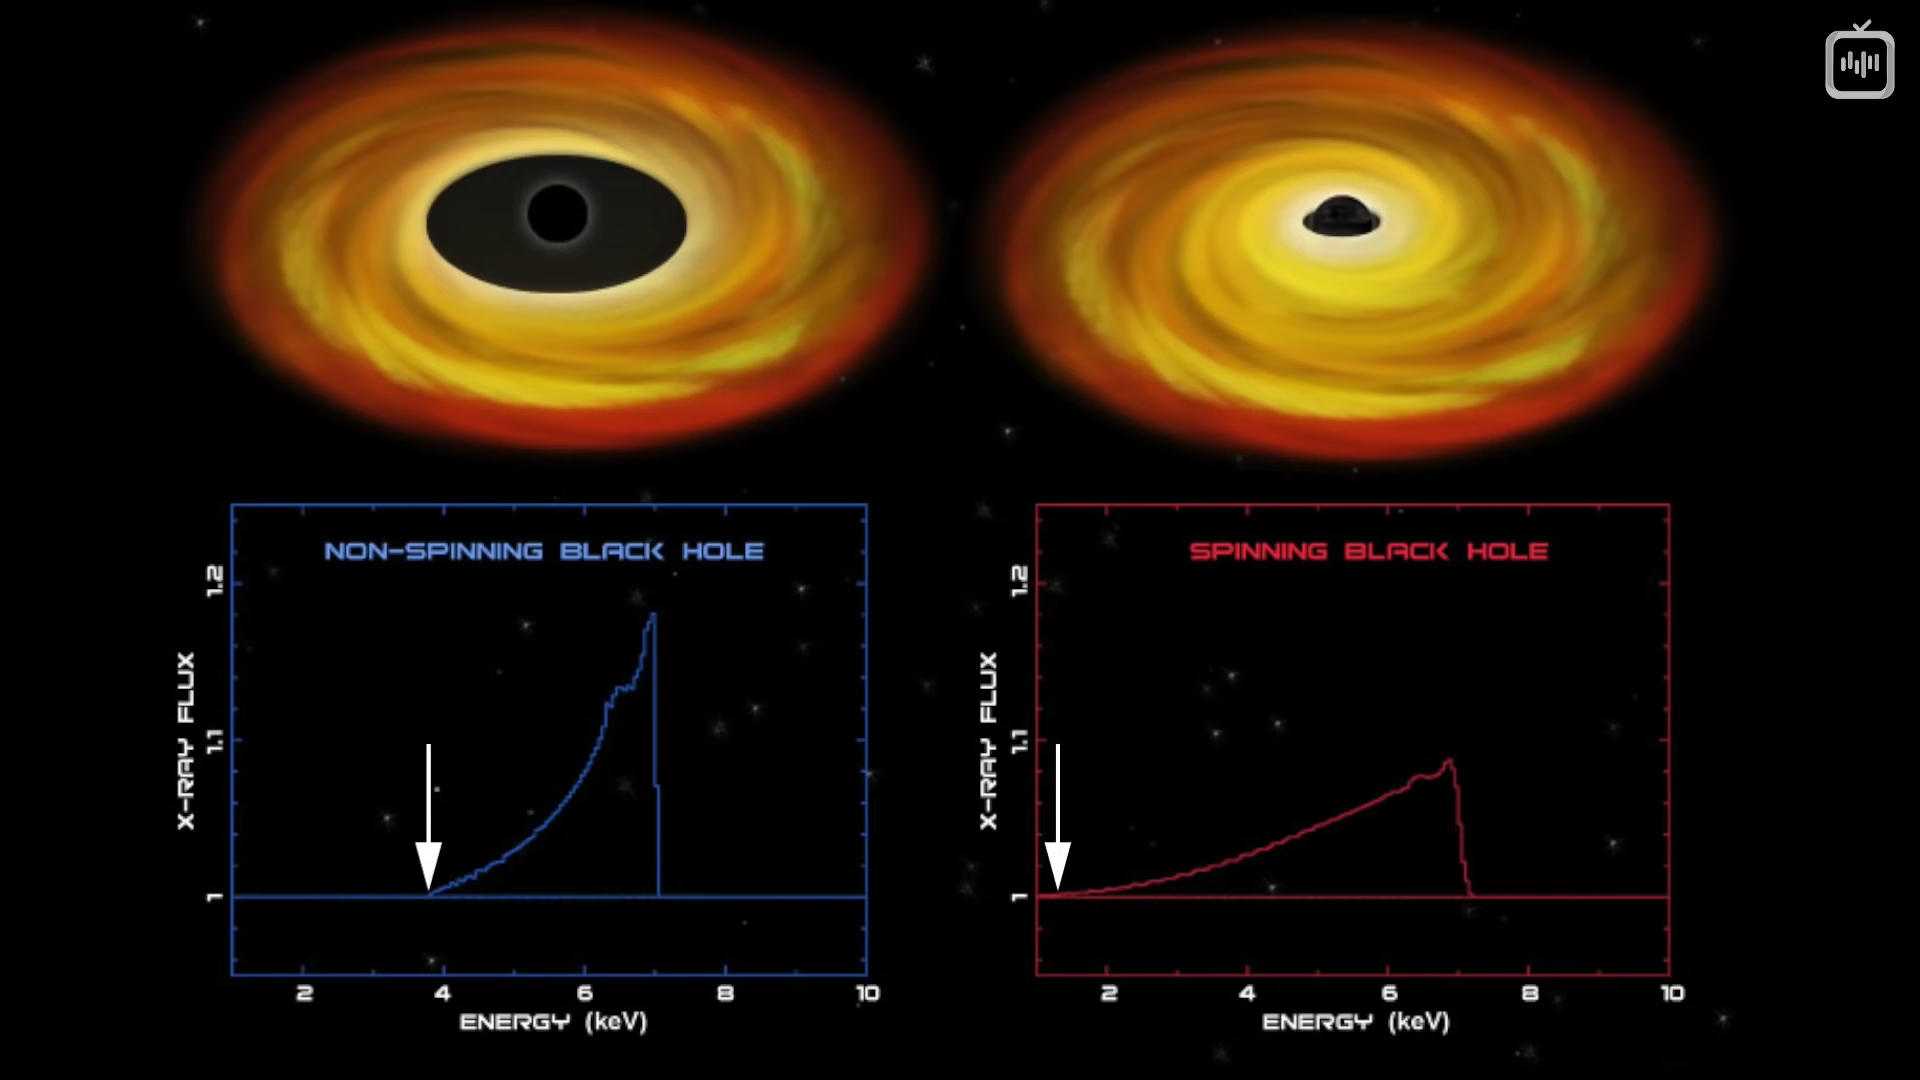 NON-SPINNING BLACK HOLE
1.2
1.1
1
X-RAY FLUX
2 4 6 8 10
ENERGY (keV)
SPINNING BLACK HOLE
1.2
1.1
1
X-RAY FLUX
2 4 6 8 10
ENERGY (keV)